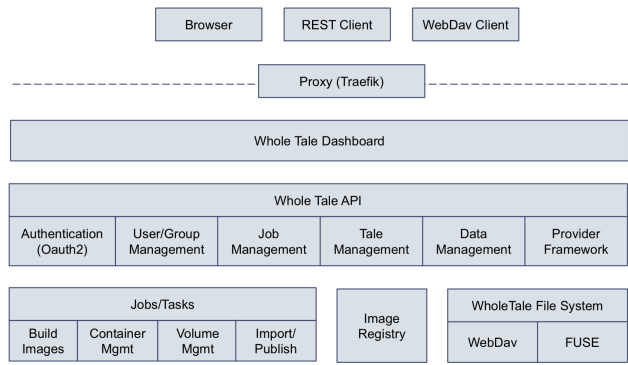 Browser
REST Client
WebDav Client
Proxy (Traefik)
Whole Tale Dashboard
Whole Tale API
Authentication
(Oauth2)
User/Group
Management
Job
Management
Tale
Management
Data
Management
Provider
Framework
Jobs/Tasks
Build
Images
Container
Mgmt
Volume
Mgmt
Import/
Publish
Image
Registry
WholeTale File System
WebDav
FUSE